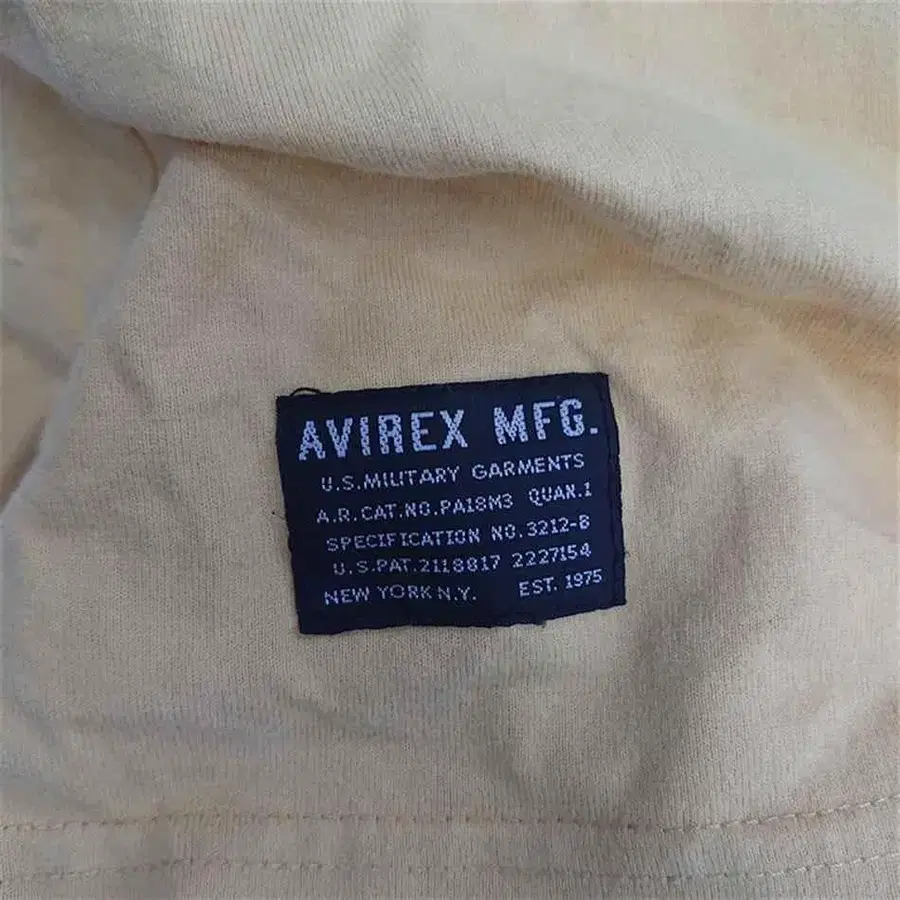 AVIREX MFG.
U.S.MILITARY GARMENTS
A.R.CAT.NO.PA18M3 QUAN.1
SPECIFICATION NO.3212-B
U.S.PAT.2118817 2227154
NEW YORK N.Y. EST. 1975